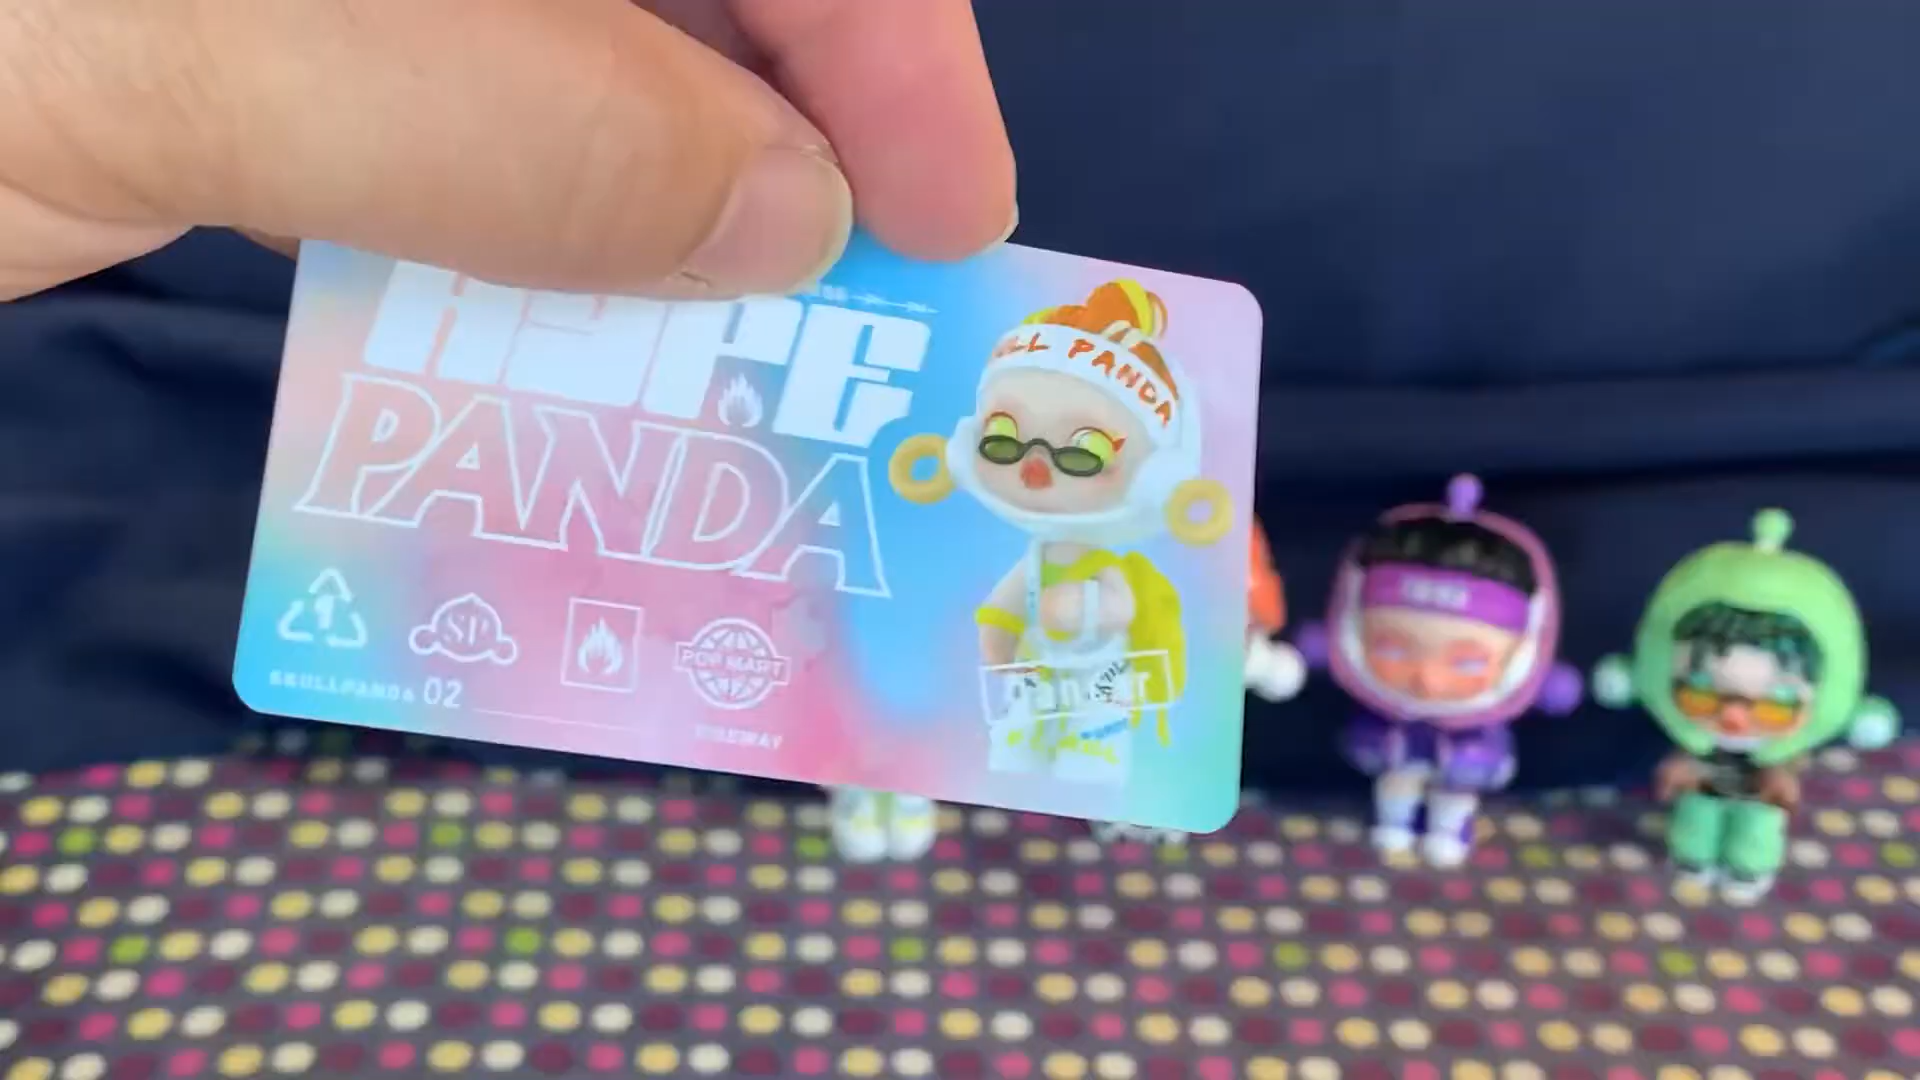 HYPE
PANDA
ULL PANDA
SP
POP MART
SKULLPANDA 02